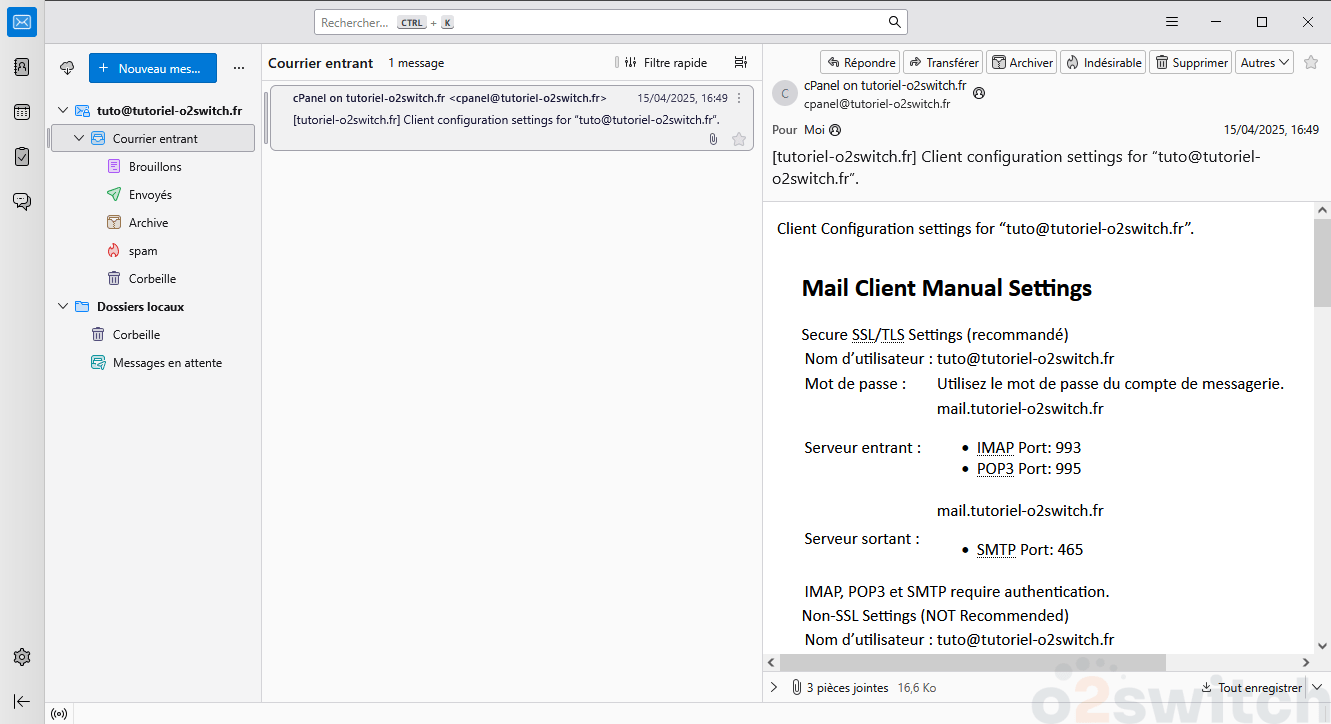 Rechercher... CTRL + K
Nouveau mes...
tuto@tutoriel-o2switch.fr
Courrier entrant
Brouillons
Envoyés
Archive
spam
Corbeille
Dossiers locaux
Corbeille
Messages en attente
Courrier entrant 1 message Filtre rapide
cPanel on tutoriel-o2switch.fr <cpanel@tutoriel-o2switch.fr> 15/04/2025, 16:49
[tutoriel-o2switch.fr] Client configuration settings for “tuto@tutoriel-o2switch.fr”.
Répondre Transférer Archiver Indésirable Supprimer Autres
C
cPanel on tutoriel-o2switch.fr
cpanel@tutoriel-o2switch.fr
Pour Moi 15/04/2025, 16:49
[tutoriel-o2switch.fr] Client configuration settings for “tuto@tutoriel-
o2switch.fr”.
Client Configuration settings for “tuto@tutoriel-o2switch.fr”.
Mail Client Manual Settings
Secure SSL/TLS Settings (recommandé)
Nom d’utilisateur : tuto@tutoriel-o2switch.fr
Mot de passe : Utilisez le mot de passe du compte de messagerie.
mail.tutoriel-o2switch.fr
Serveur entrant : • IMAP Port: 993
• POP3 Port: 995
mail.tutoriel-o2switch.fr
Serveur sortant :
• SMTP Port: 465
IMAP, POP3 et SMTP require authentication.
Non-SSL Settings (NOT Recommended)
Nom d’utilisateur : tuto@tutoriel-o2switch.fr
3 pièces jointes 16,6 Ko Tout enregistrer
o2switch